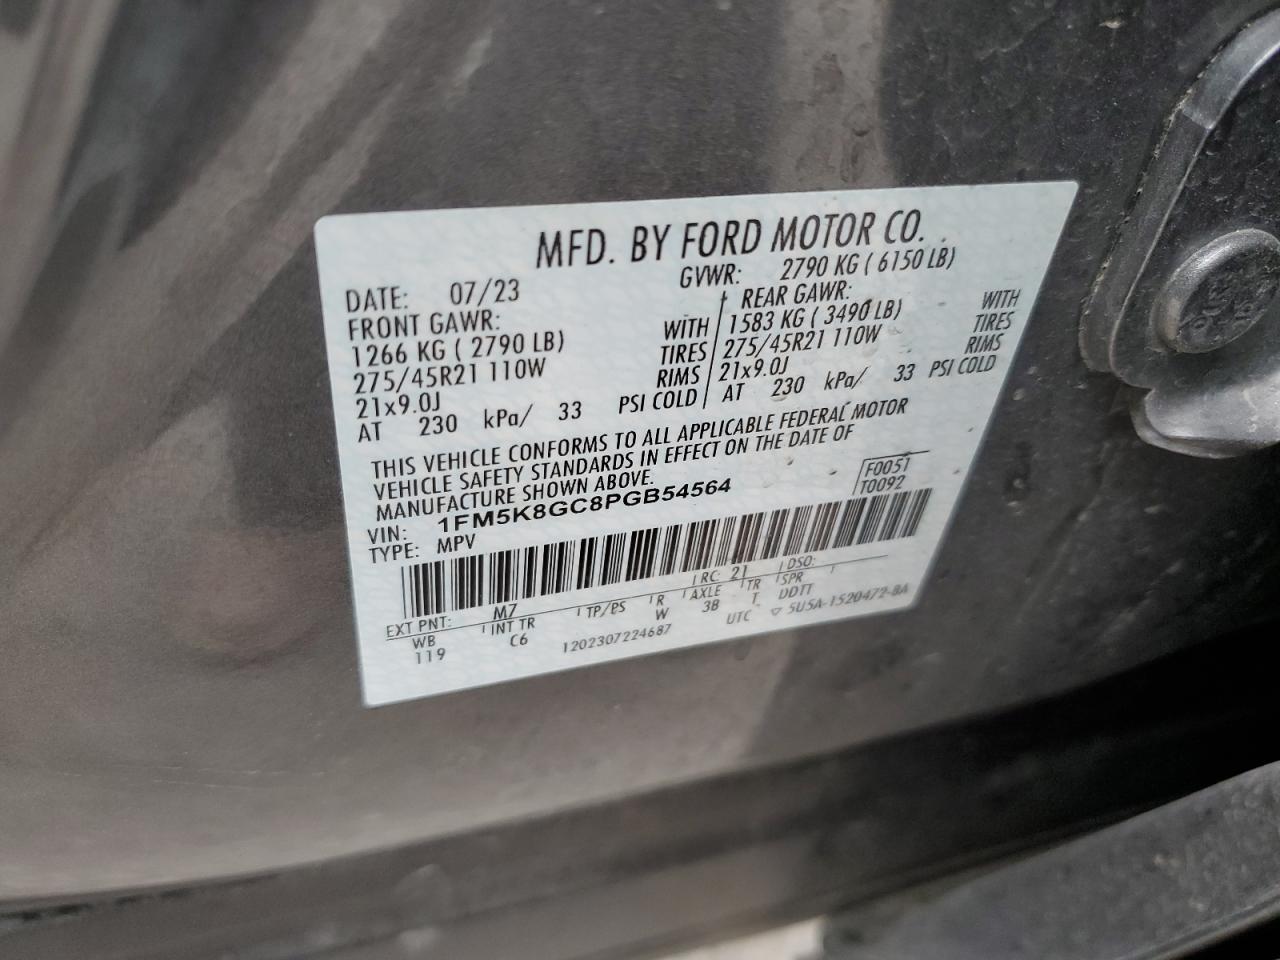 MFD. BY FORD MOTOR CO.
DATE: 07/23 GVWR: 2790 KG ( 6150 LB)
FRONT GAWR: REAR GAWR:
1266 KG ( 2790 LB) WITH 1583 KG ( 3490 LB) WITH
275/45R21 110W TIRES 275/45R21 110W TIRES
21x9.0J RIMS 21x9.0J RIMS
AT 230 kPa/ 33 PSI COLD AT 230 kPa/ 33 PSI COLD
THIS VEHICLE CONFORMS TO ALL APPLICABLE FEDERAL MOTOR
VEHICLE SAFETY STANDARDS IN EFFECT ON THE DATE OF
MANUFACTURE SHOWN ABOVE.
VIN: 1FM5K8GC8PGB54564 F0051
TYPE: MPV T0092
EXT PNT: M7 RC: 21 DSO:
WB INT TR TP/PS R AXLE TR SPR
119 C6 W 3B T DDTT
1202307224687 UTC ▽ 5U5A-1520472-BA